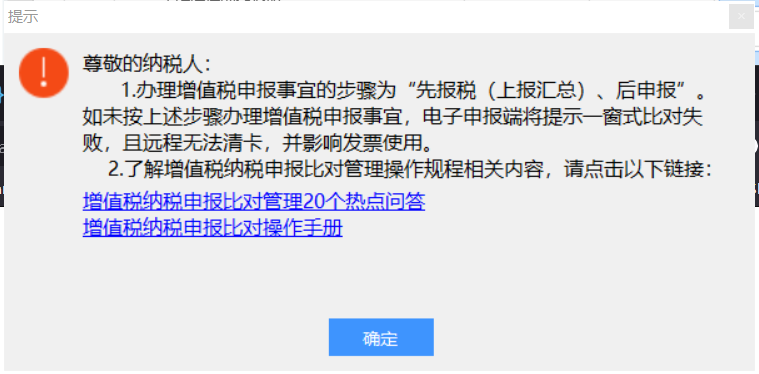 提示
尊敬的纳税人：
1.办理增值税申报事宜的步骤为“先报税（上报汇总）、后申报”。
如未按上述步骤办理增值税申报事宜，电子申报端将提示一窗式比对失
败，且远程无法清卡，并影响发票使用。
2.了解增值税纳税申报比对管理操作规程相关内容，请点击以下链接：
增值税纳税申报比对管理20个热点问答
增值税纳税申报比对操作手册
确定